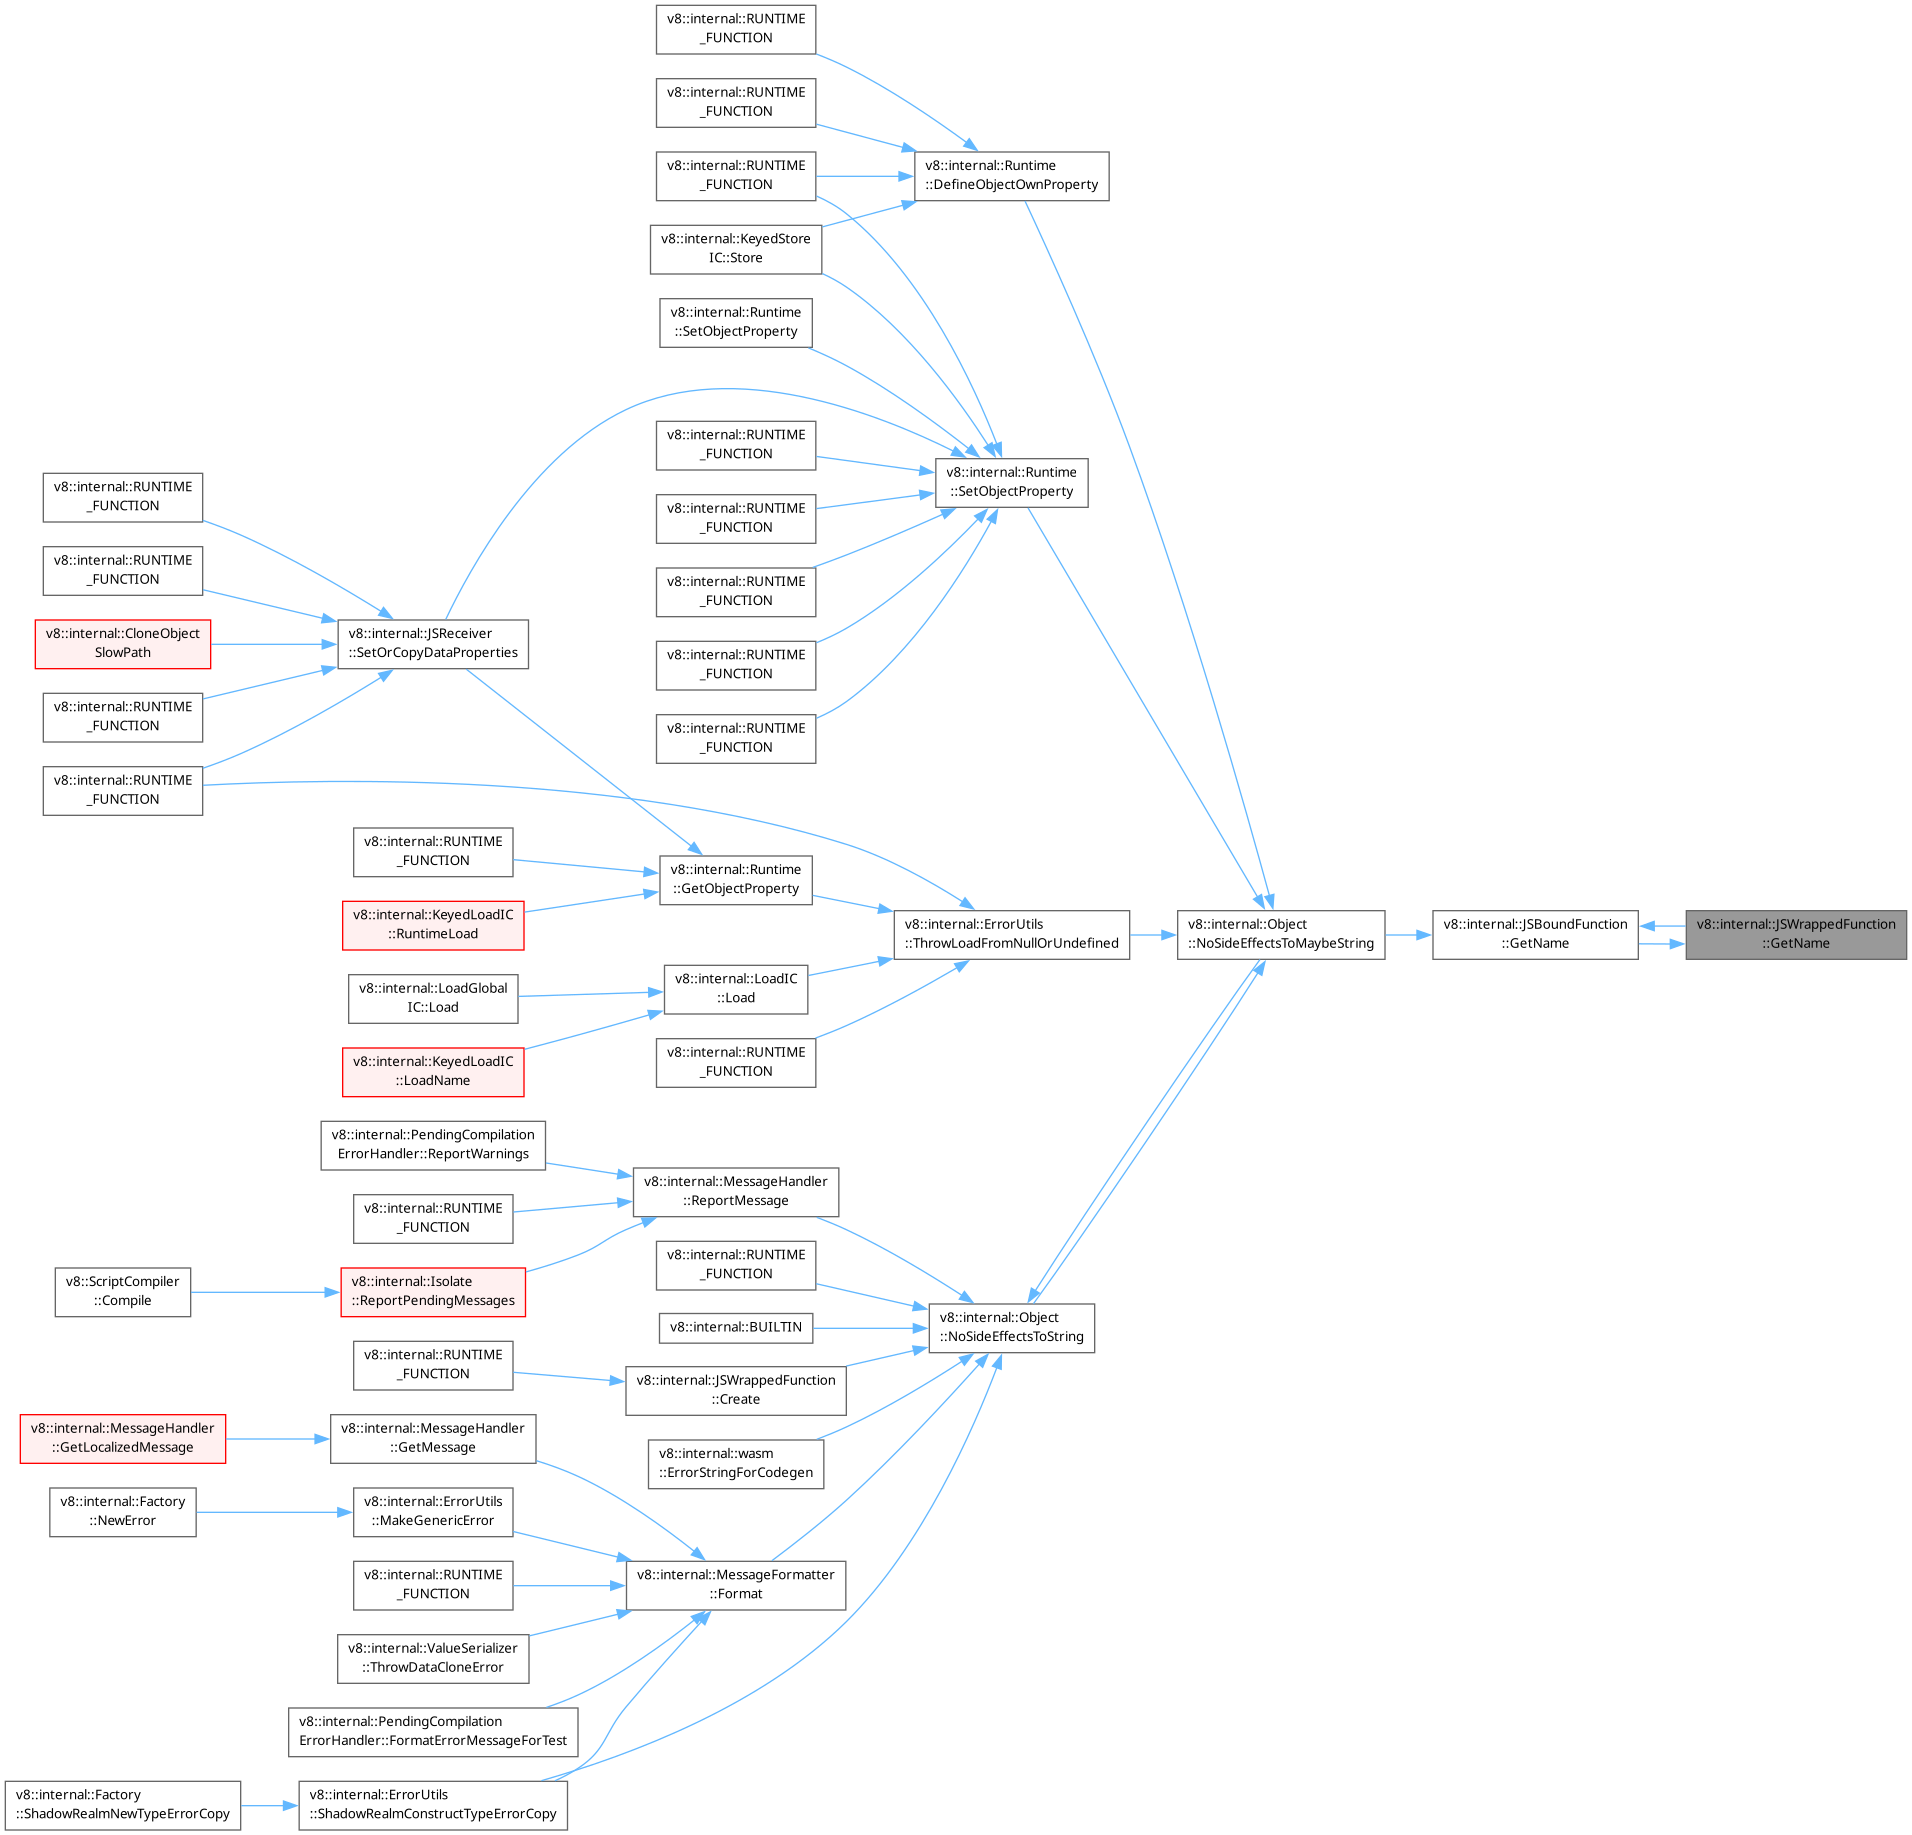 v8::internal::RUNTIME
_FUNCTION
v8::internal::RUNTIME
_FUNCTION
v8::internal::RUNTIME
_FUNCTION
v8::internal::Runtime
::DefineObjectOwnProperty
v8::internal::KeyedStore
IC::Store
v8::internal::Runtime
::SetObjectProperty
v8::internal::RUNTIME
_FUNCTION
v8::internal::Runtime
::SetObjectProperty
v8::internal::RUNTIME
_FUNCTION
v8::internal::RUNTIME
_FUNCTION
v8::internal::RUNTIME
_FUNCTION
v8::internal::RUNTIME
_FUNCTION
v8::internal::RUNTIME
_FUNCTION
v8::internal::CloneObject
SlowPath
v8::internal::JSReceiver
::SetOrCopyDataProperties
v8::internal::RUNTIME
_FUNCTION
v8::internal::RUNTIME
_FUNCTION
v8::internal::RUNTIME
_FUNCTION
v8::internal::RUNTIME
_FUNCTION
v8::internal::RUNTIME
_FUNCTION
v8::internal::Runtime
::GetObjectProperty
v8::internal::KeyedLoadIC
::RuntimeLoad
v8::internal::ErrorUtils
::ThrowLoadFromNullOrUndefined
v8::internal::Object
::NoSideEffectsToMaybeString
v8::internal::JSBoundFunction
::GetName
v8::internal::JSWrappedFunction
::GetName
v8::internal::LoadGlobal
IC::Load
v8::internal::LoadIC
::Load
v8::internal::KeyedLoadIC
::LoadName
v8::internal::RUNTIME
_FUNCTION
v8::internal::PendingCompilation
ErrorHandler::ReportWarnings
v8::internal::MessageHandler
::ReportMessage
v8::internal::RUNTIME
_FUNCTION
v8::internal::RUNTIME
_FUNCTION
v8::ScriptCompiler
::Compile
v8::internal::Isolate
::ReportPendingMessages
v8::internal::BUILTIN
v8::internal::Object
::NoSideEffectsToString
v8::internal::RUNTIME
_FUNCTION
v8::internal::JSWrappedFunction
::Create
v8::internal::MessageHandler
::GetLocalizedMessage
v8::internal::MessageHandler
::GetMessage
v8::internal::wasm
::ErrorStringForCodegen
v8::internal::Factory
::NewError
v8::internal::ErrorUtils
::MakeGenericError
v8::internal::RUNTIME
_FUNCTION
v8::internal::MessageFormatter
::Format
v8::internal::ValueSerializer
::ThrowDataCloneError
v8::internal::PendingCompilation
ErrorHandler::FormatErrorMessageForTest
v8::internal::Factory
::ShadowRealmNewTypeErrorCopy
v8::internal::ErrorUtils
::ShadowRealmConstructTypeErrorCopy